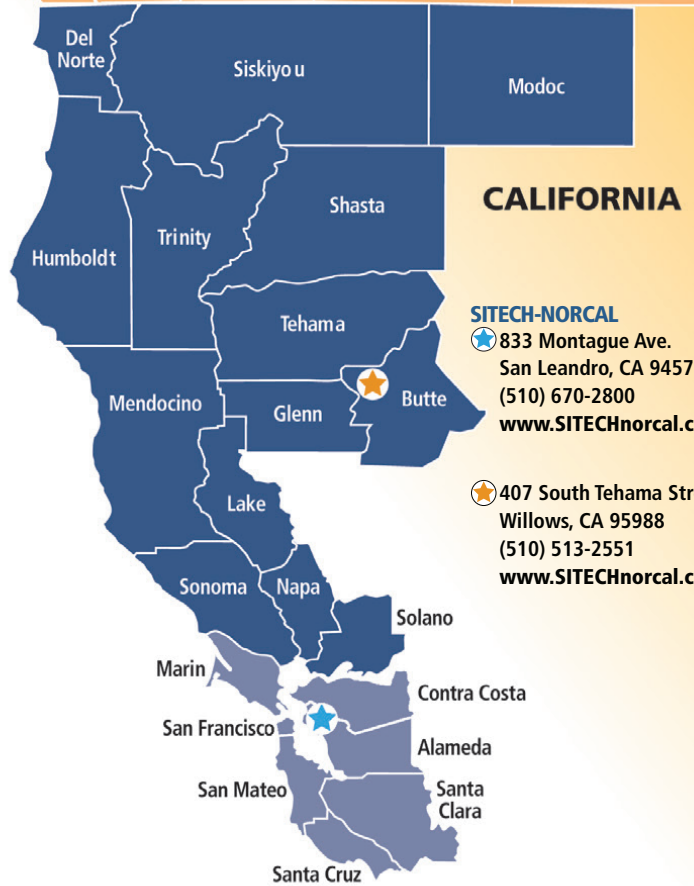 Del
Norte
Siskiyou
Modoc
CALIFORNIA
Shasta
Trinity
Humboldt
SITECH-NORCAL
Tehama
833 Montague Ave.
San Leandro, CA 9457
(510) 670-2800
www.SITECHnorcal.c
Mendocino
Glenn
Butte
407 South Tehama Str
Willows, CA 95988
(510) 513-2551
www.SITECHnorcal.c
Lake
Sonoma
Napa
Solano
Marin
Contra Costa
San Francisco
Alameda
San Mateo
Santa
Clara
Santa Cruz